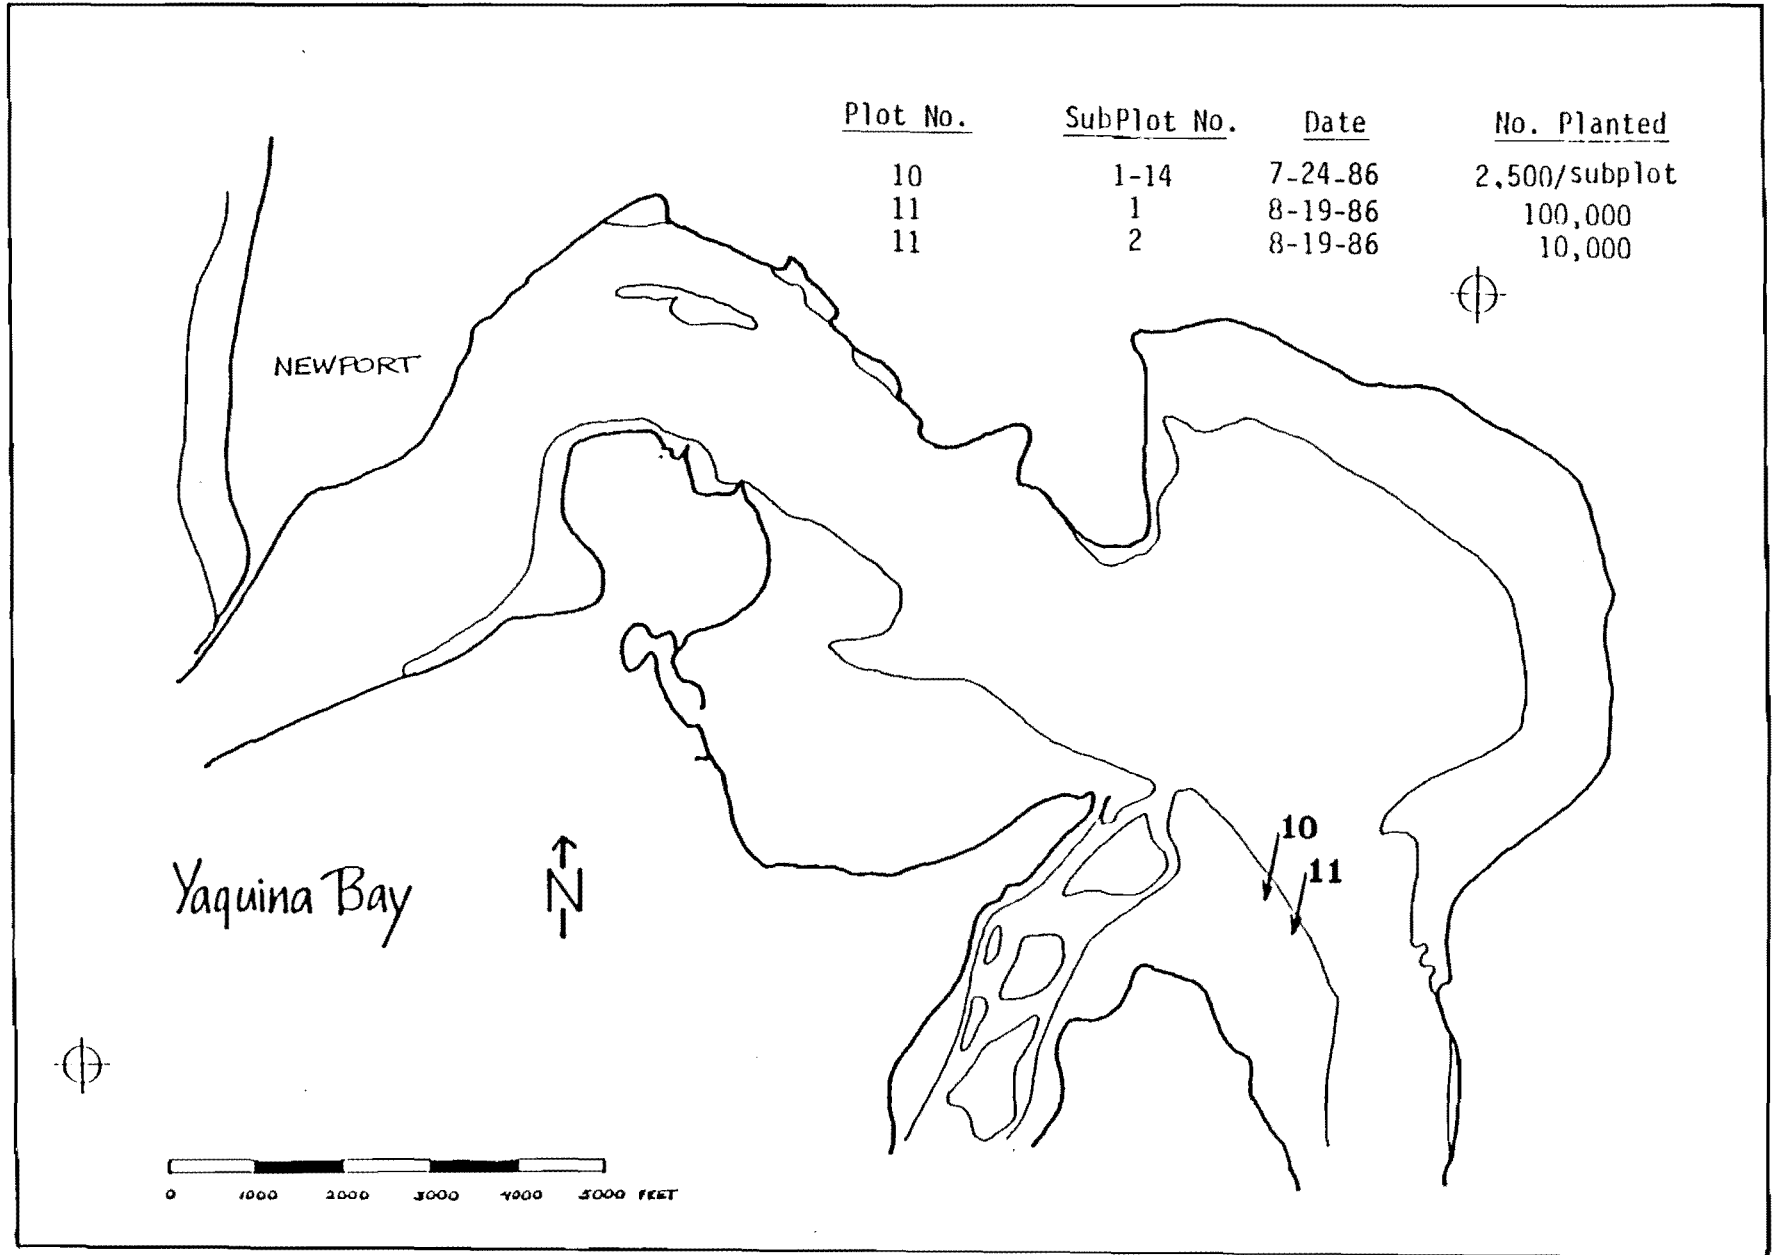 Plot No. SubPlot No. Date No. Planted
10 1-14 7-24-86 2,500/subplot
11 1 8-19-86 100,000
11 2 8-19-86 10,000
NEWPORT
10
11
Yaquina Bay
N
0 1000 2000 3000 4000 5000 FEET